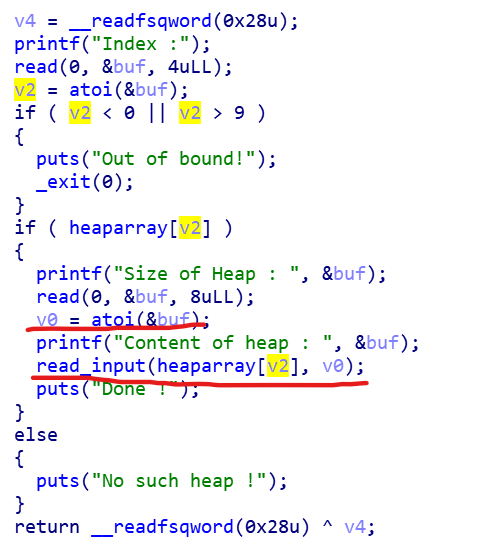 v4 = __readfsqword(0x28u);
printf("Index :");
read(0, &buf, 4uLL);
v2 = atoi(&buf);
if ( v2 < 0 || v2 > 9 )
{
puts("Out of bound!");
_exit(0);
}
if ( heaparray[v2] )
{
printf("Size of Heap : ", &buf);
read(0, &buf, 8uLL);
v0 = atoi(&buf);
printf("Content of heap : ", &buf);
read_input(heaparray[v2], v0);
puts("Done !");
}
else
{
puts("No such heap !");
}
return __readfsqword(0x28u) ^ v4;